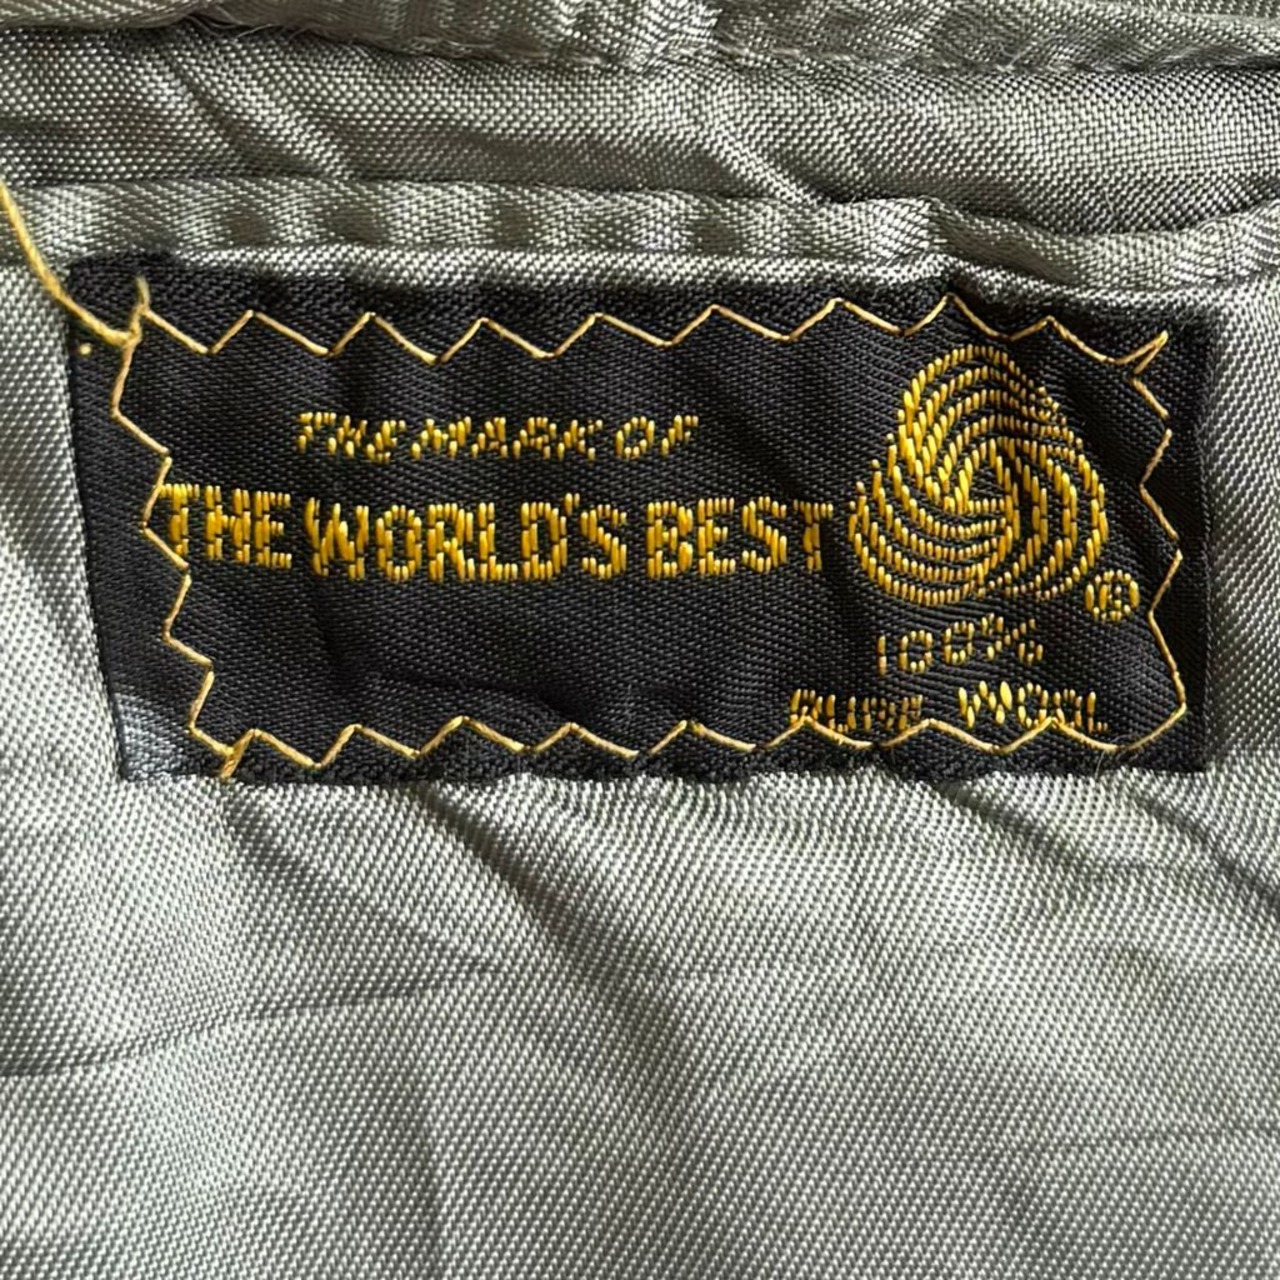 THE MARK OF
THE WORLD'S BEST
100%
PURE WOOL